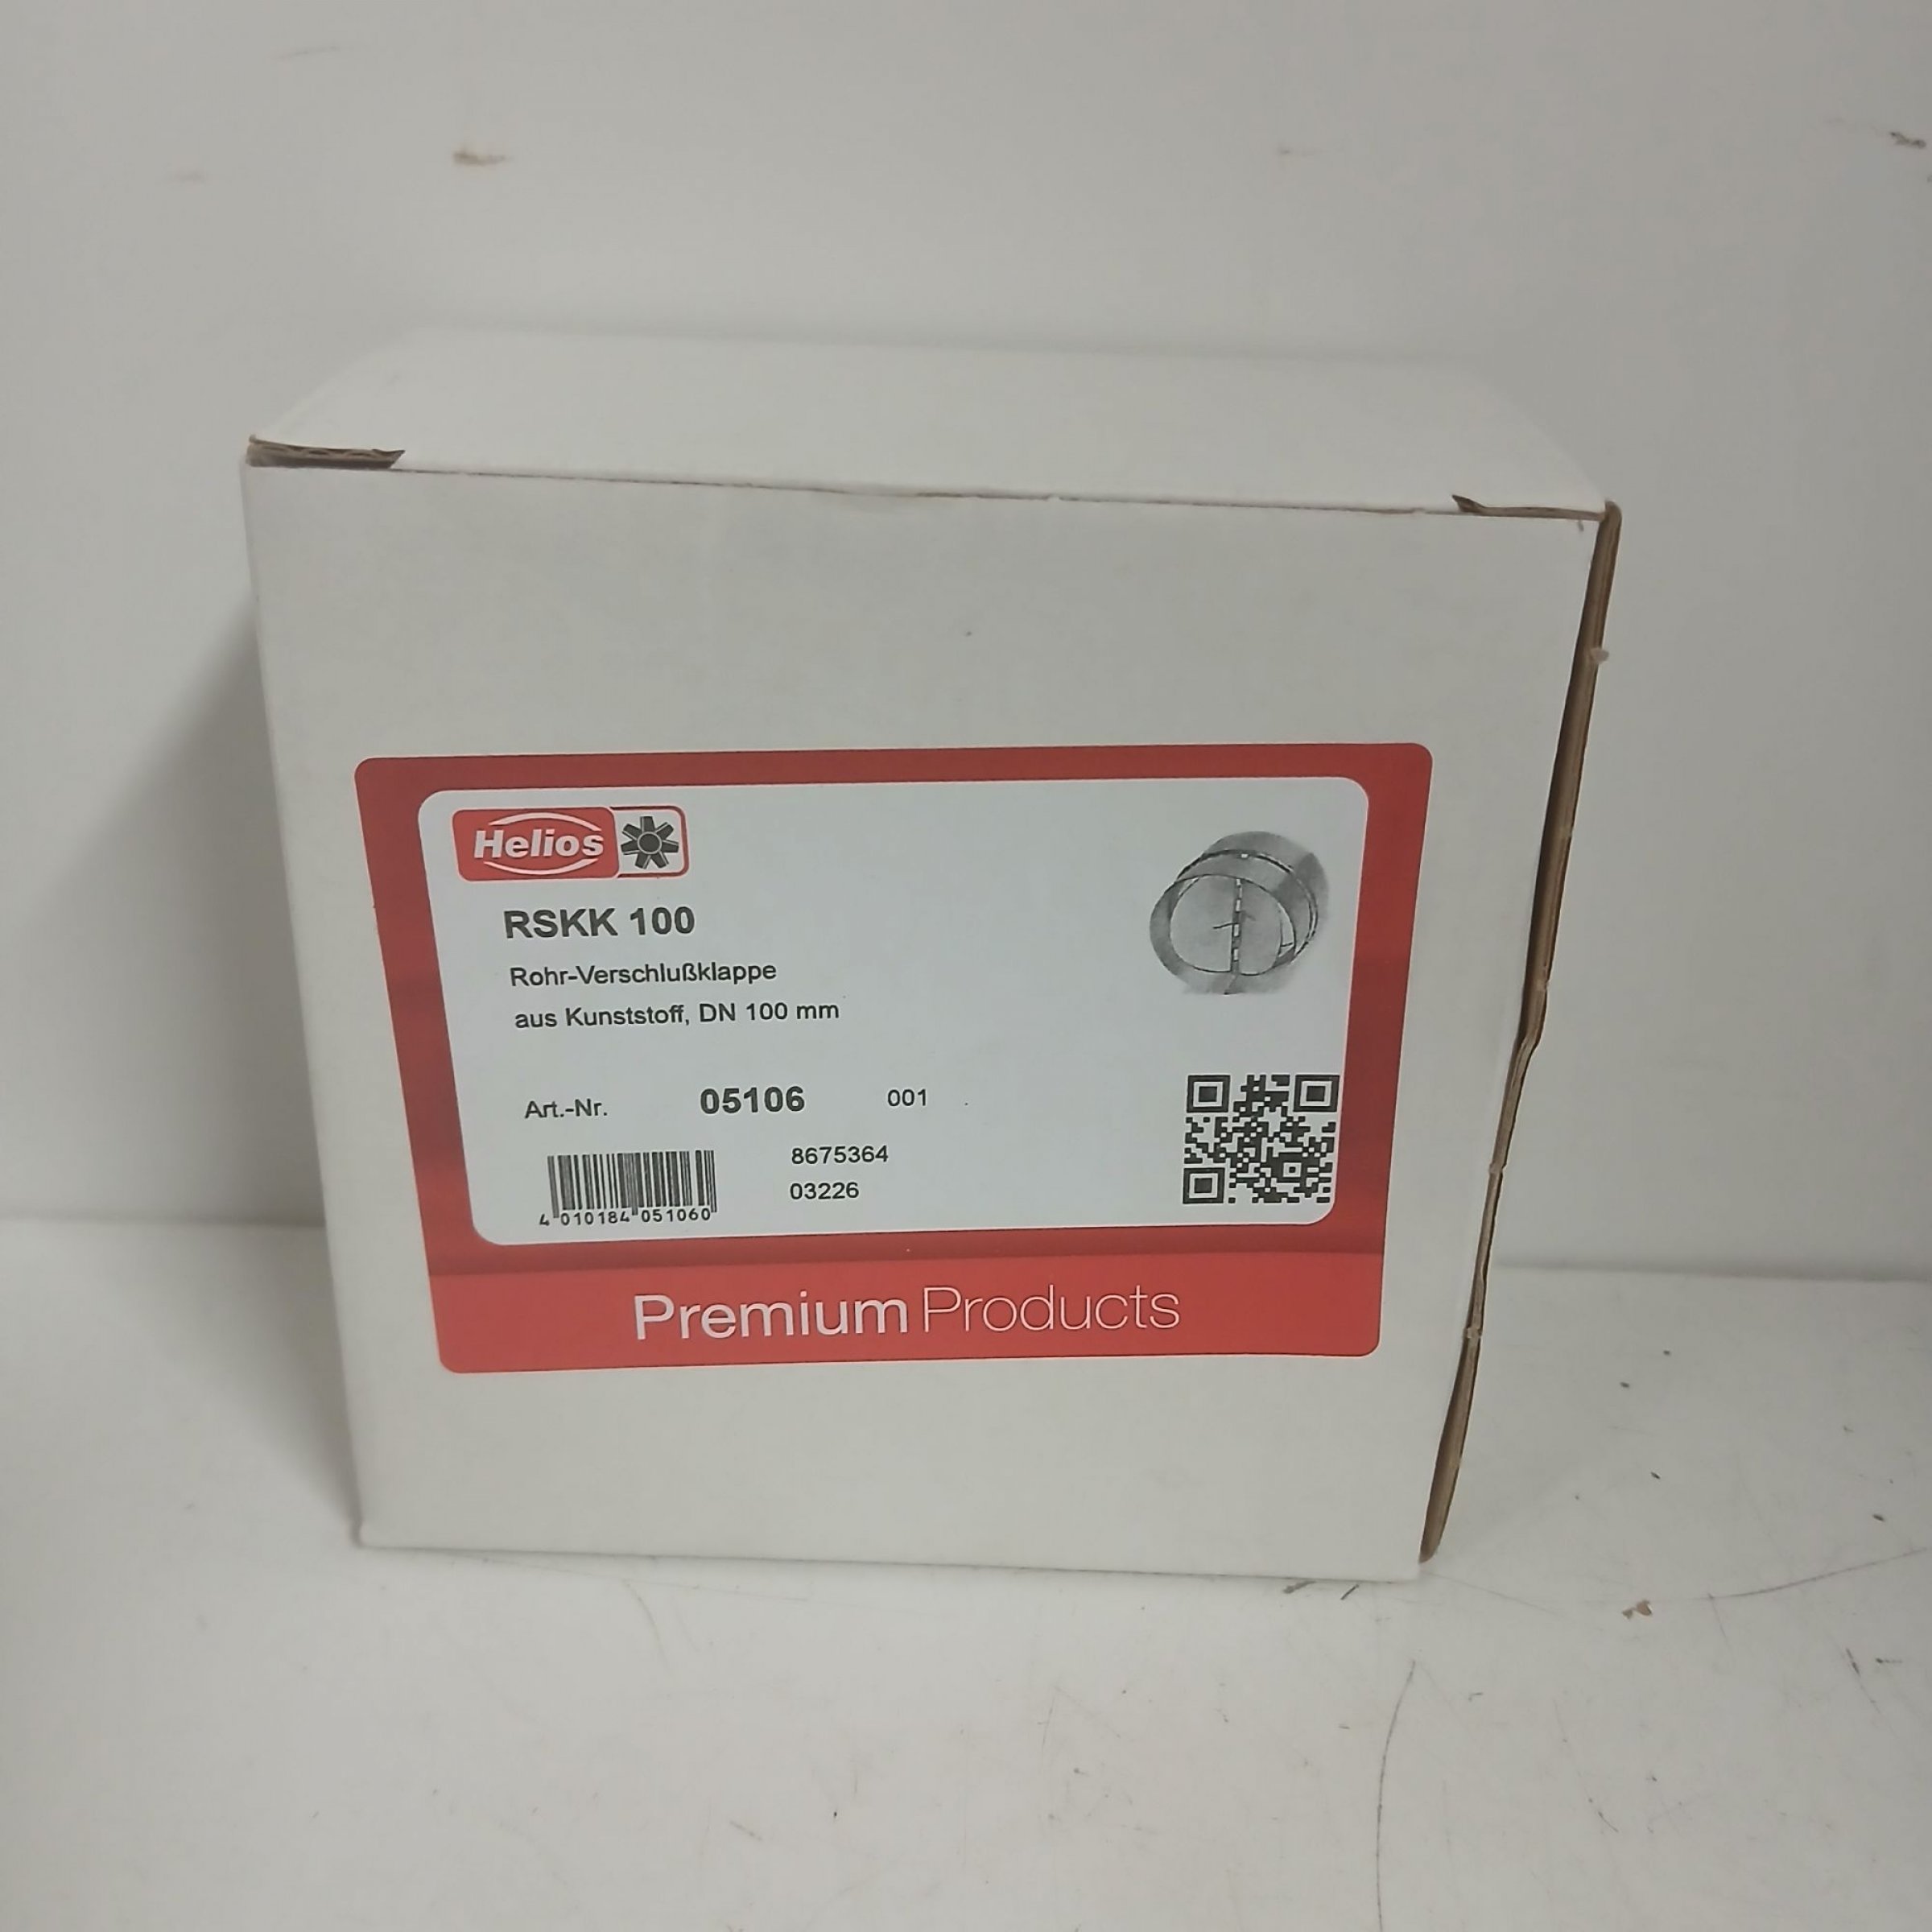 Helios
RSKK 100
Rohr-Verschlußklappe
aus Kunststoff, DN 100 mm
Art.-Nr. 05106 001
8675364
03226
4 010184 051060
Premium Products